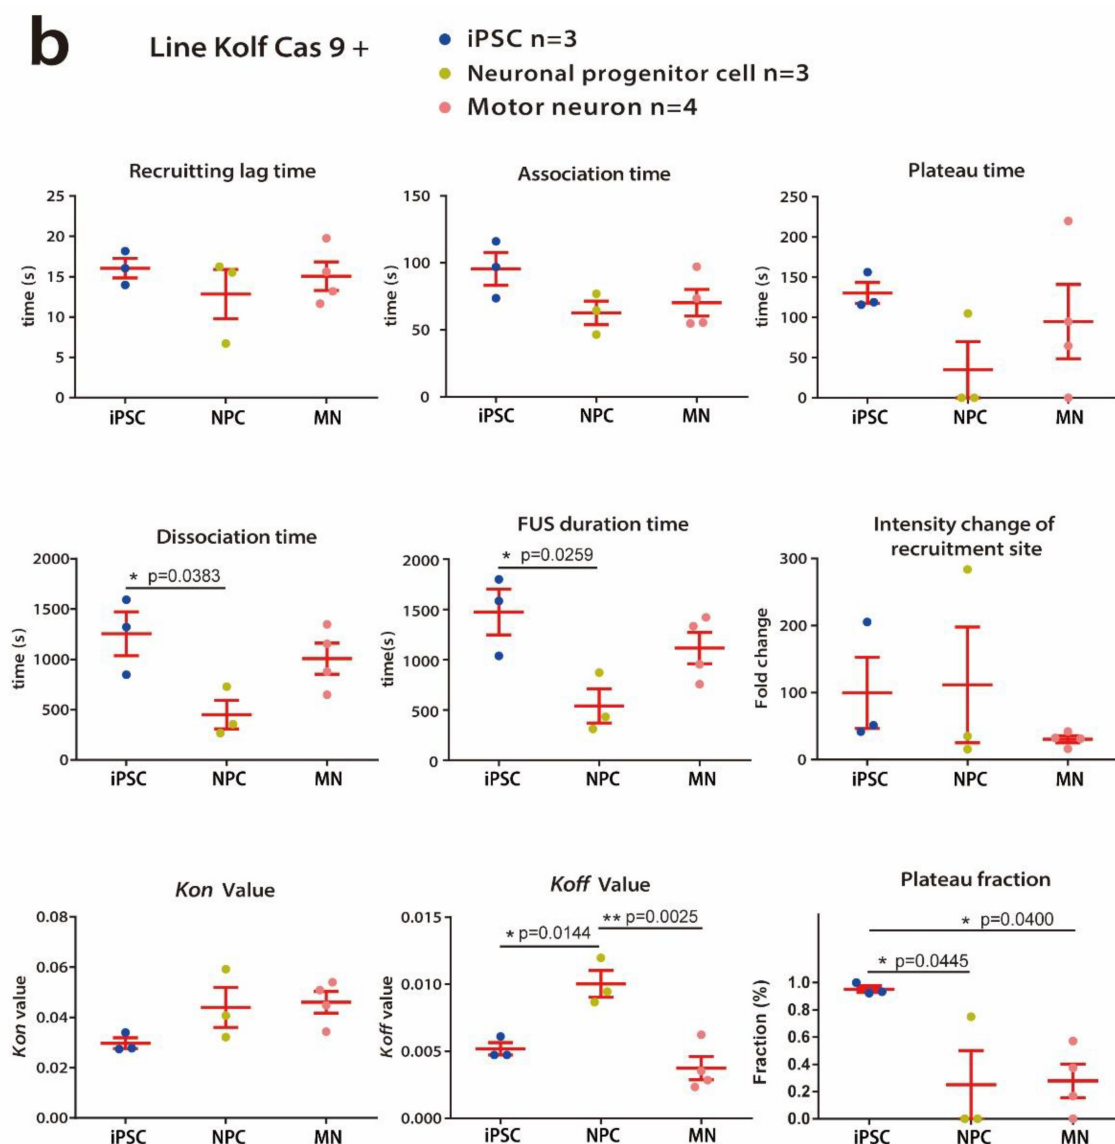 b
Line Kolf Cas 9 +
iPSC n=3
Neuronal progenitor cell n=3
Motor neuron n=4
Recruitting lag time
time (s)
25
20
15
10
5
0
iPSC NPC MN
Association time
time (s)
150
100
50
0
iPSC NPC MN
Plateau time
time (s)
250
200
150
100
50
0
iPSC NPC MN
Dissociation time
time (s)
2000
1500
1000
500
0
* p=0.0383
iPSC NPC MN
FUS duration time
time(s)
2000
1500
1000
500
0
* p=0.0259
iPSC NPC MN
Intensity change of
recruitment site
Fold change
300
200
100
0
iPSC NPC MN
Kon Value
Kon value
0.08
0.06
0.04
0.02
0.00
iPSC NPC MN
Koff Value
Koff value
0.015
0.010
0.005
0.000
** p=0.0025
* p=0.0144
iPSC NPC MN
Plateau fraction
Fraction (%)
1.0
0.8
0.6
0.4
0.2
0.0
* p=0.0400
* p=0.0445
iPSC NPC MN